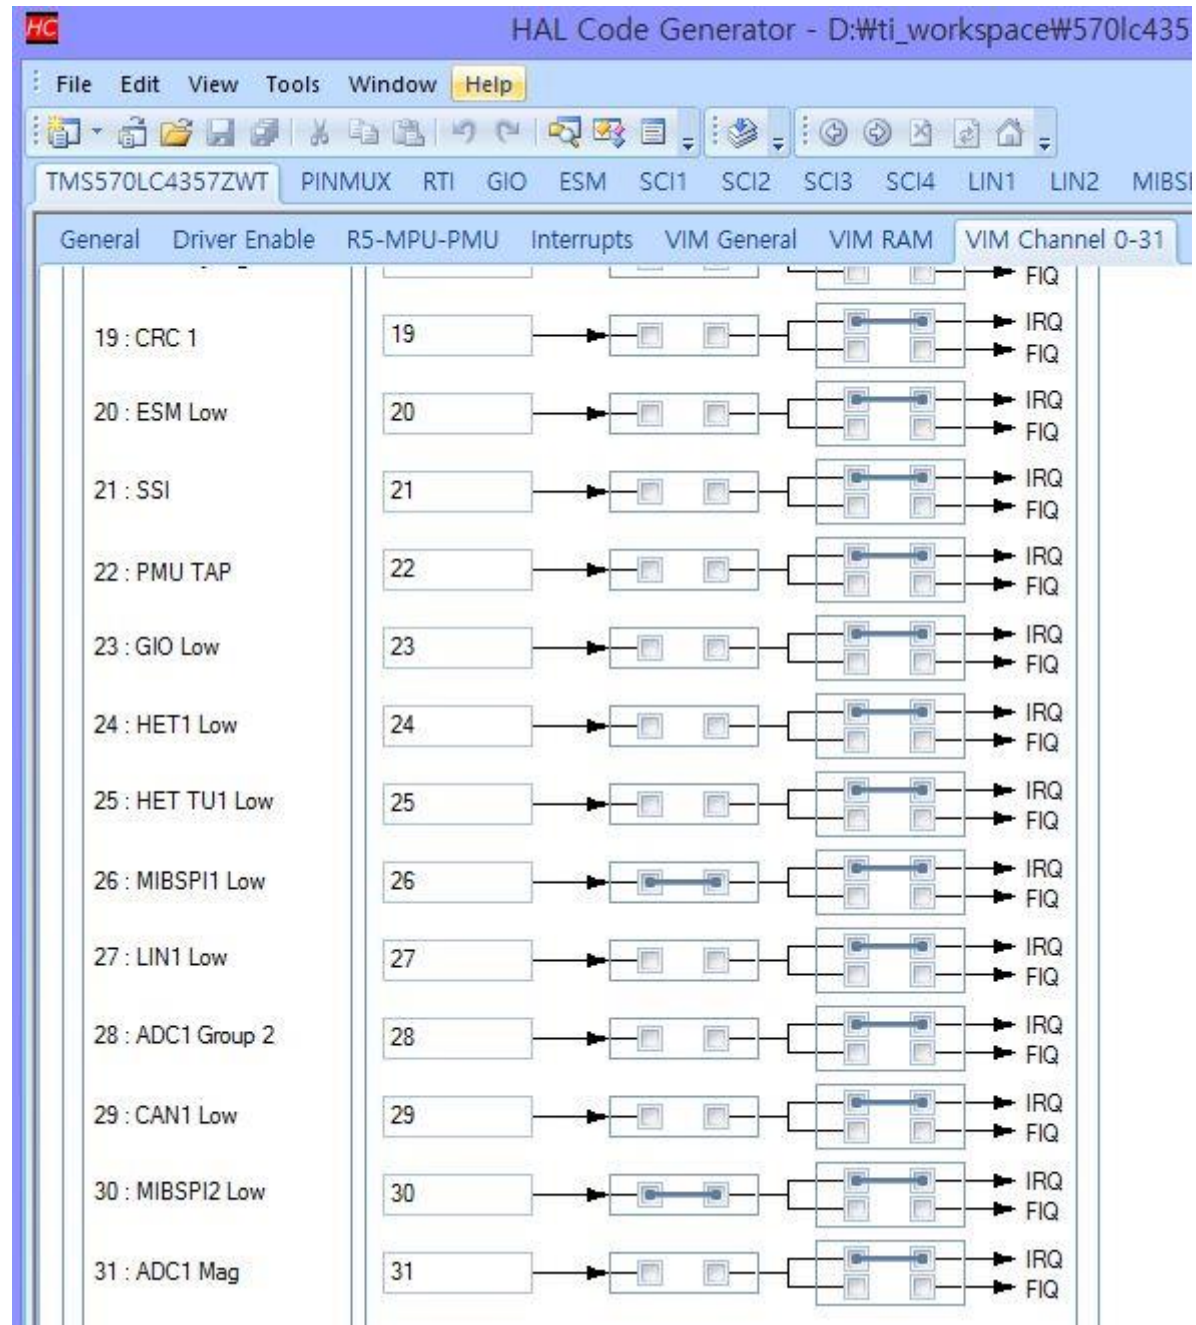 HC HAL Code Generator - D:₩ti_workspace₩570lc435
File Edit View Tools Window Help
TMS570LC4357ZWT PINMUX RTI GIO ESM SCI1 SCI2 SCI3 SCI4 LIN1 LIN2
General Driver Enable R5-MPU-PMU Interrupts VIM General VIM RAM VIM Channel 0-31
FIQ
19 : CRC 1 19 IRQ
FIQ
20 : ESM Low 20 IRQ
FIQ
21 : SSI 21 IRQ
FIQ
22 : PMU TAP 22 IRQ
FIQ
23 : GIO Low 23 IRQ
FIQ
24 : HET1 Low 24 IRQ
FIQ
25 : HET TU1 Low 25 IRQ
FIQ
26 : MIBSPI1 Low 26 IRQ
FIQ
27 : LIN1 Low 27 IRQ
FIQ
28 : ADC1 Group 2 28 IRQ
FIQ
29 : CAN1 Low 29 IRQ
FIQ
30 : MIBSPI2 Low 30 IRQ
FIQ
31 : ADC1 Mag 31 IRQ
FIQ